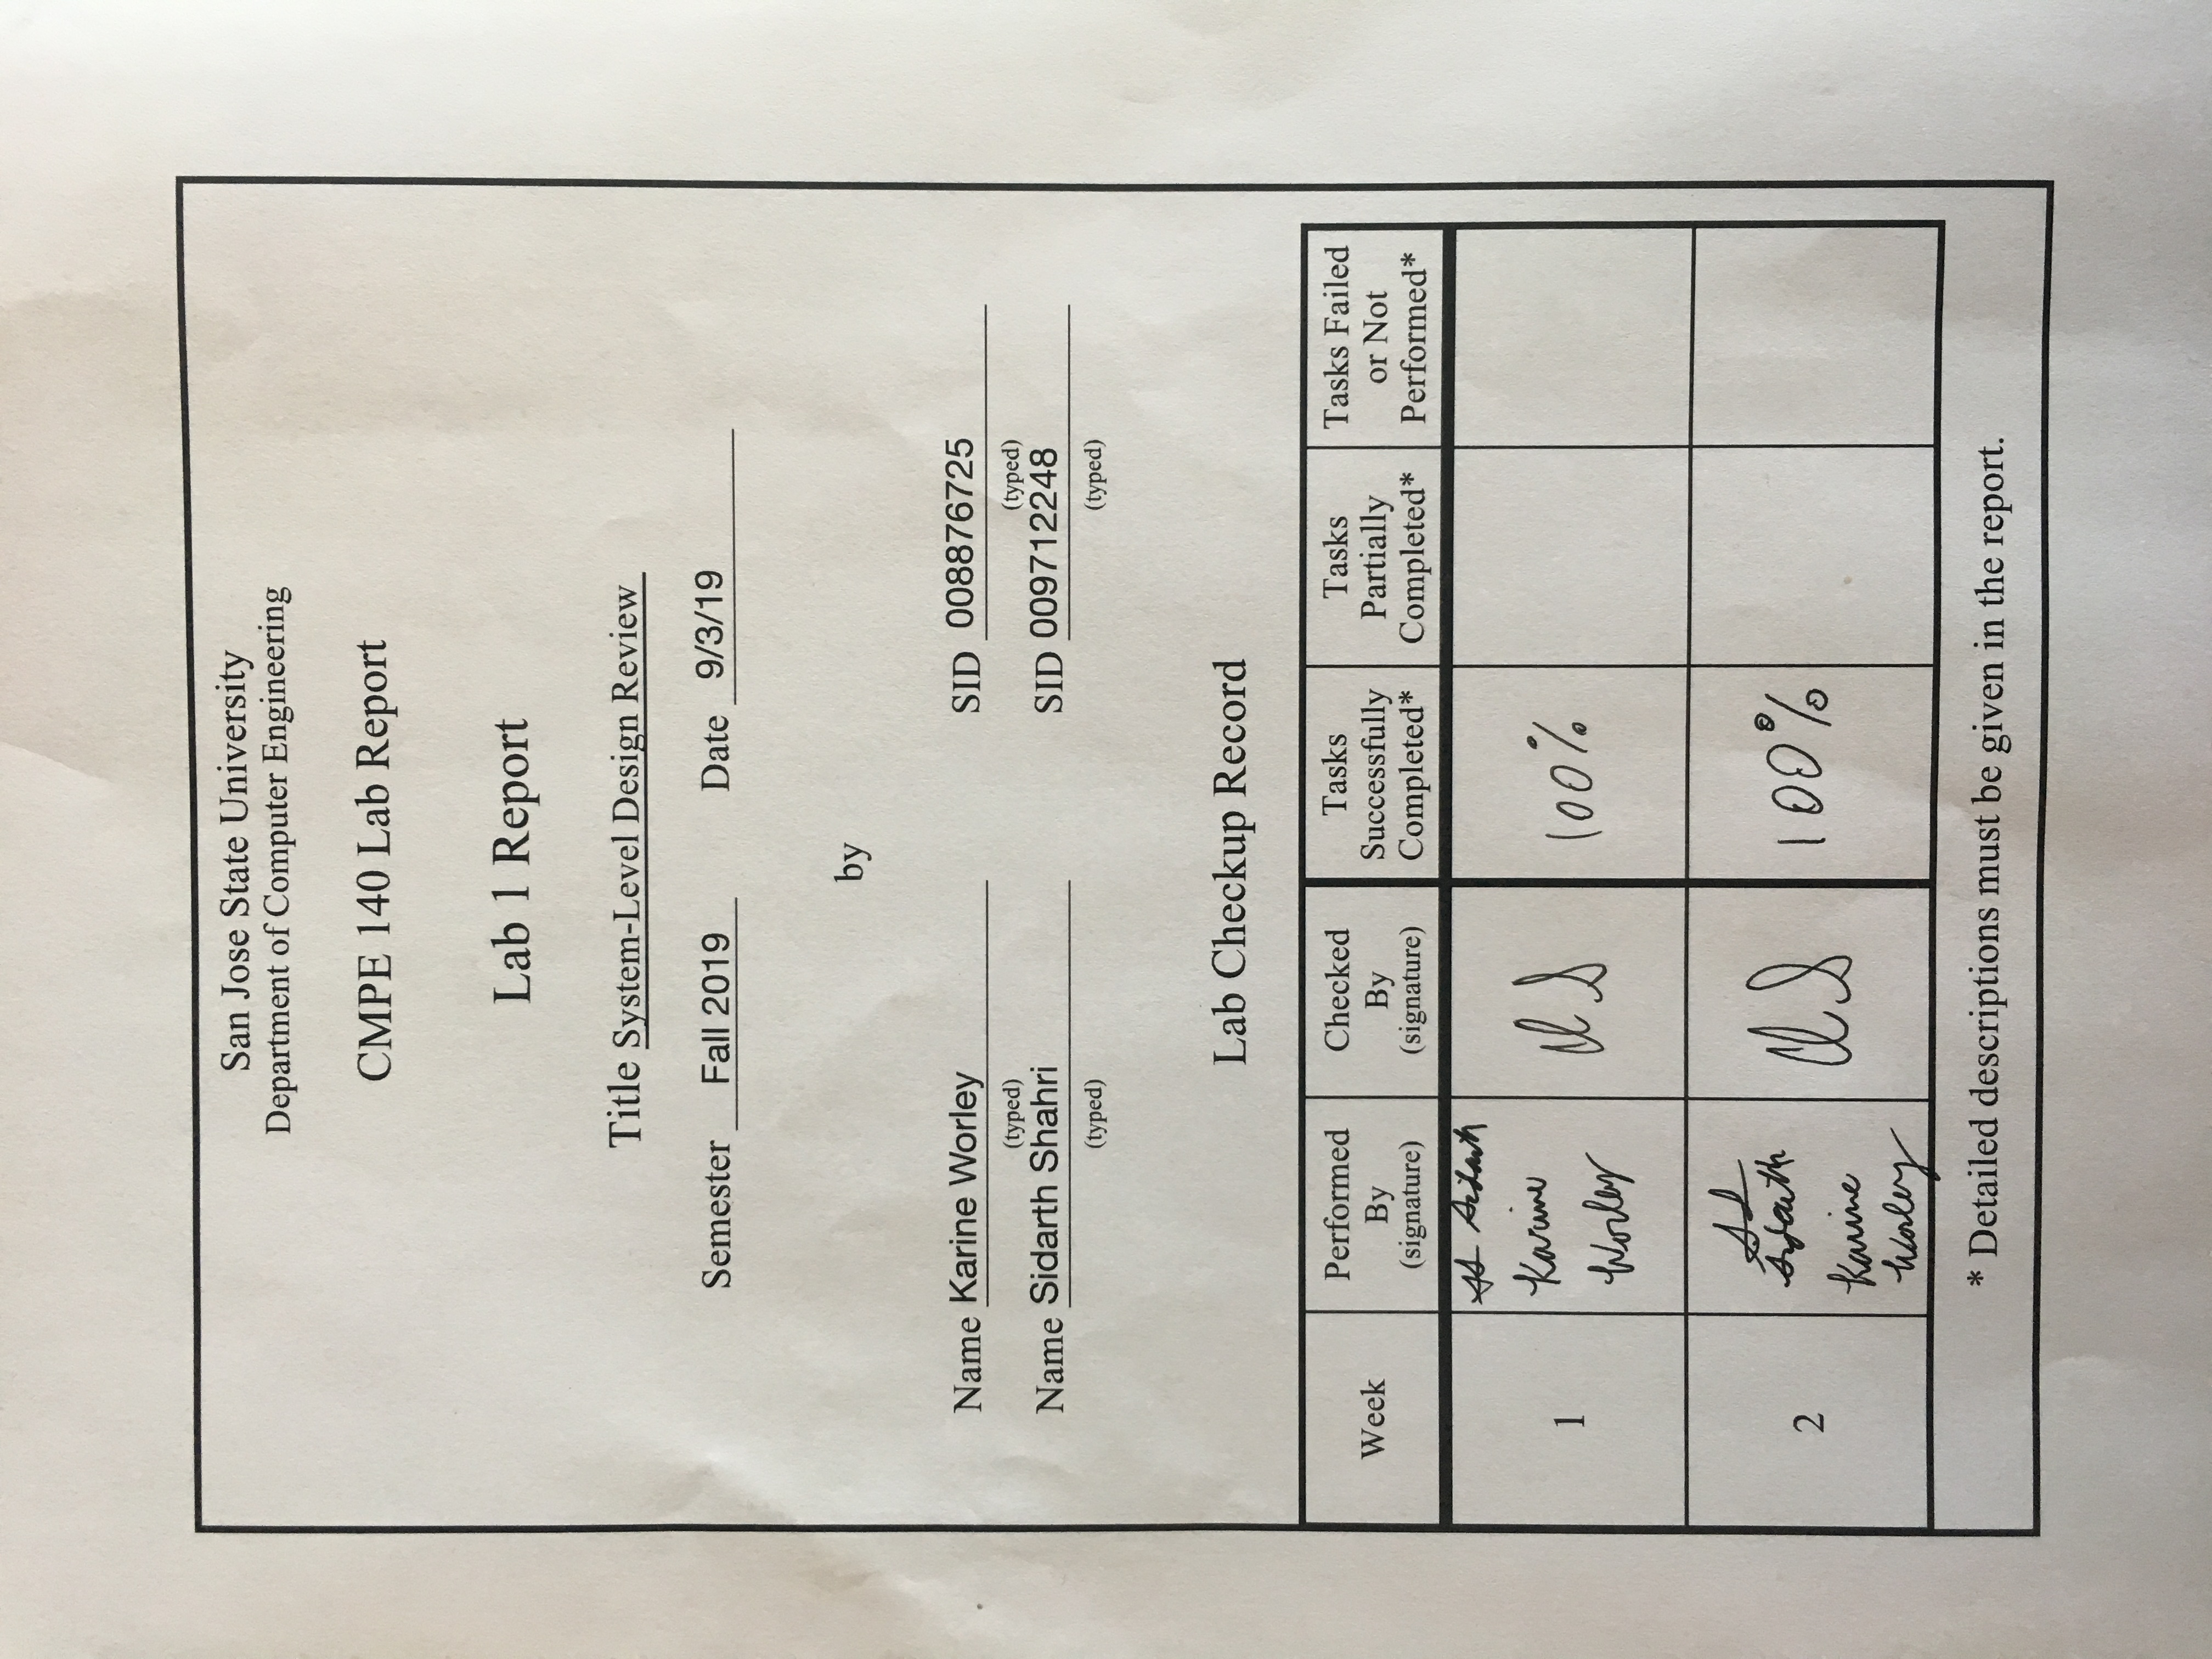 San Jose State University
Department of Computer Engineering
CMPE 140 Lab Report
Lab 1 Report
Title System-Level Design Review
Semester Fall 2019 Date 9/3/19
by
Name Karine Worley SID 008876725
(typed) (typed)
Name Sidarth Shahri SID 009712248
(typed) (typed)
Lab Checkup Record
Week
Performed
By
(signature)
Checked
By
(signature)
Tasks
Successfully
Completed*
Tasks
Partially
Completed*
Tasks Failed
or Not
Performed*
1
Sidarth
Karine
Worley
100%
2
Sidarth
Karine
Worley
100%
* Detailed descriptions must be given in the report.